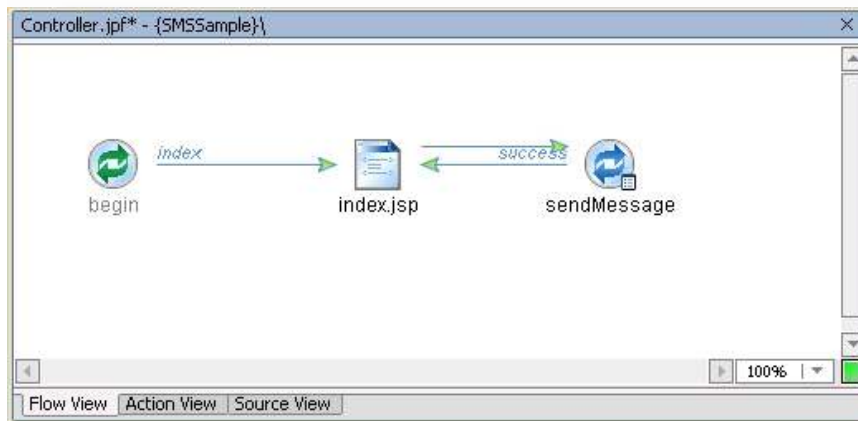 Controller.jpf* - {SMSSample}\
index
success
begin
index.jsp
sendMessage
100%
Flow View Action View Source View